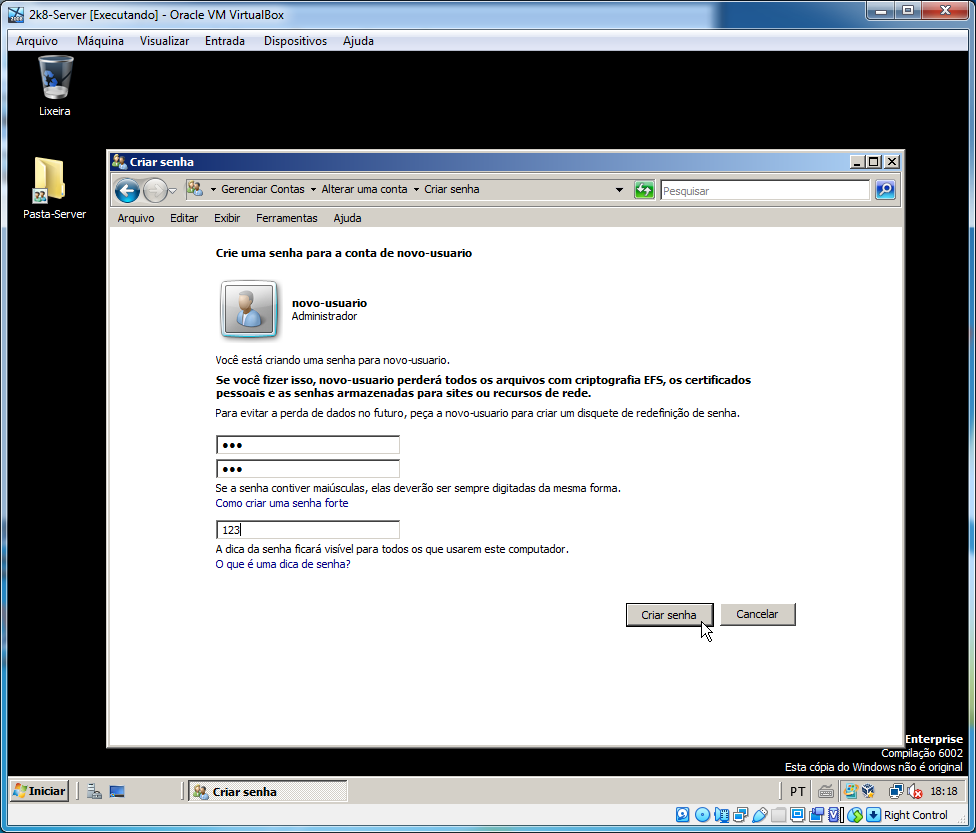 2k8-Server [Executando] - Oracle VM VirtualBox
Arquivo Máquina Visualizar Entrada Dispositivos Ajuda
Lixeira
Pasta-Server
Criar senha
Gerenciar Contas Alterar uma conta Criar senha
Pesquisar
Arquivo Editar Exibir Ferramentas Ajuda
Crie uma senha para a conta de novo-usuario
novo-usuario
Administrador
Você está criando uma senha para novo-usuario.
Se você fizer isso, novo-usuario perderá todos os arquivos com criptografia EFS, os certificados
pessoais e as senhas armazenadas para sites ou recursos de rede.
Para evitar a perda de dados no futuro, peça a novo-usuario para criar um disquete de redefinição de senha.
●●●
●●●
Se a senha contiver maiúsculas, elas deverão ser sempre digitadas da mesma forma.
Como criar uma senha forte
123
A dica da senha ficará visível para todos os que usarem este computador.
O que é uma dica de senha?
Criar senha Cancelar
Enterprise
Compilação 6002
Esta cópia do Windows não é original
Iniciar Criar senha PT 18:18
Right Control